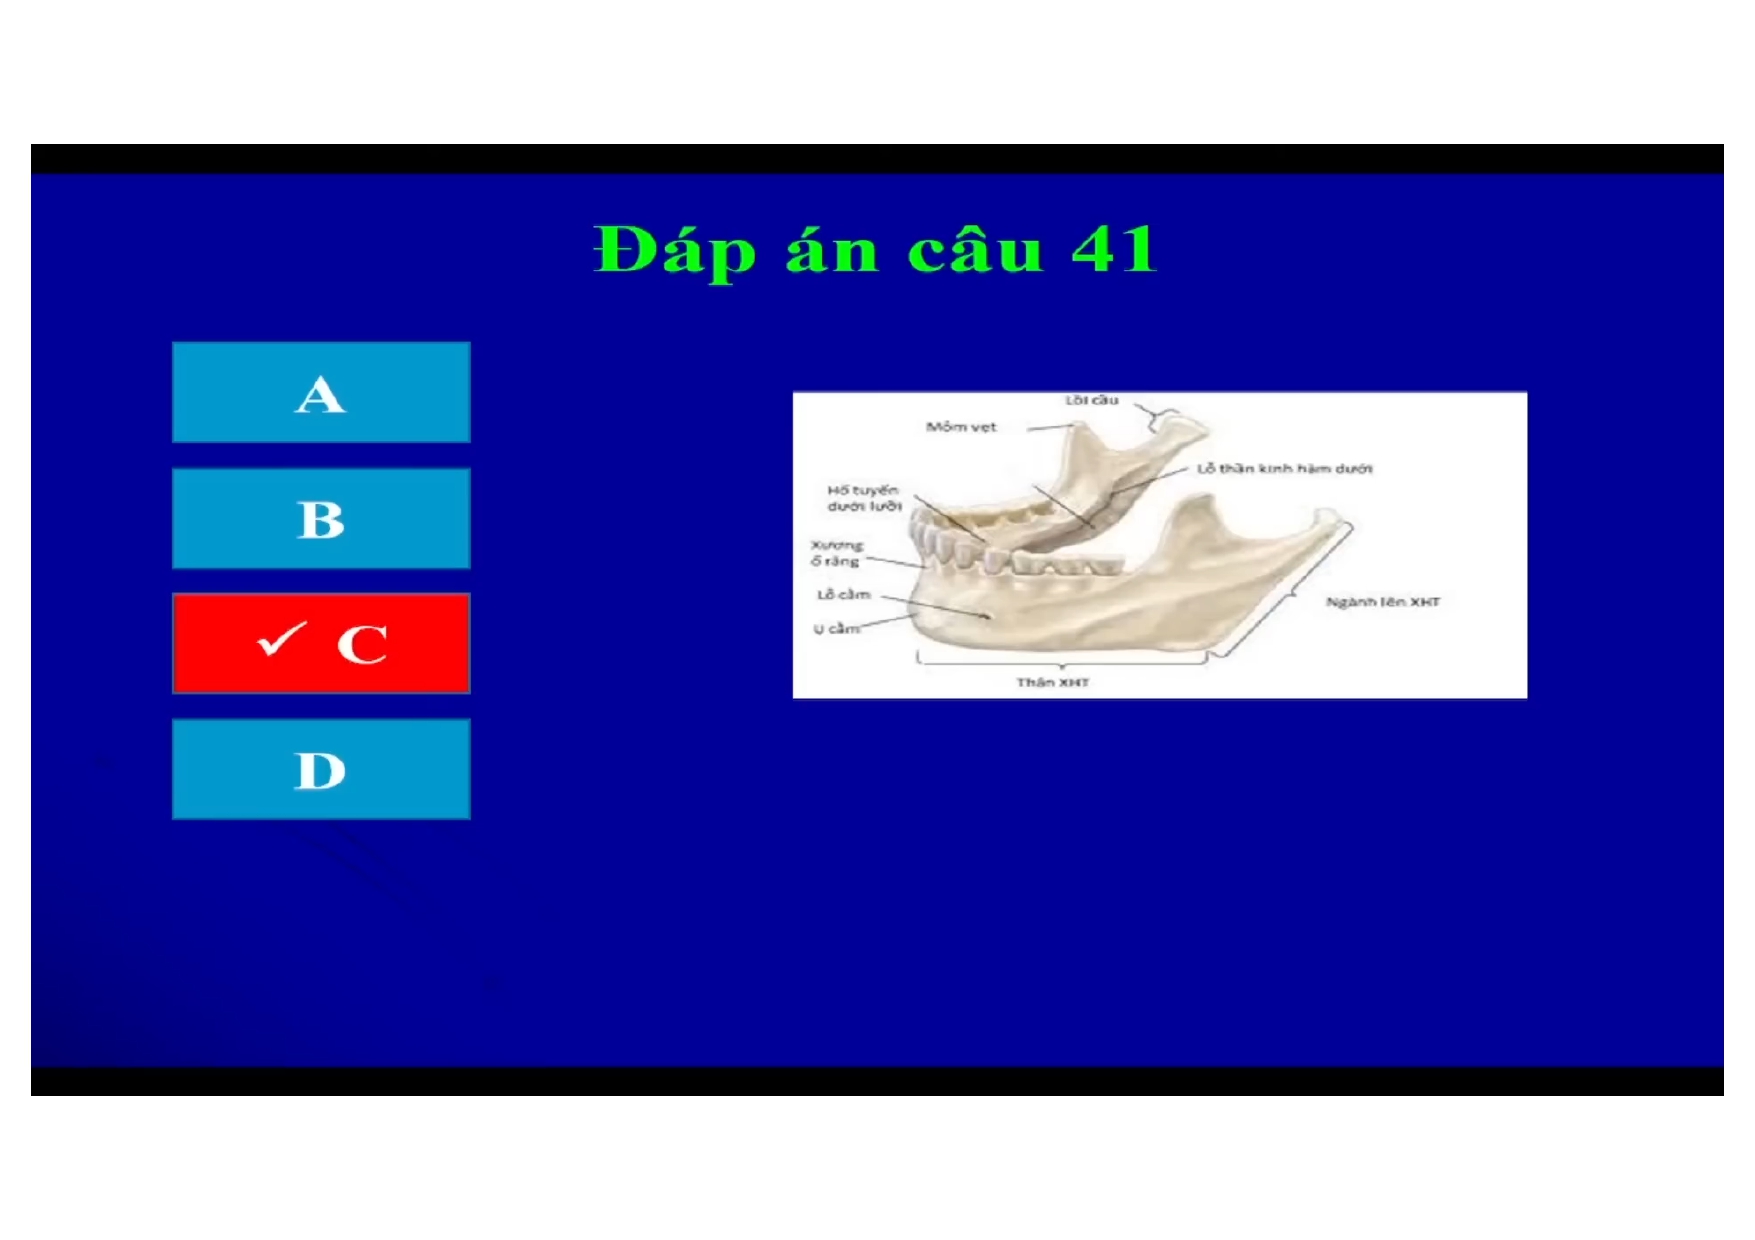 Đáp án câu 41
A
B
✓ C
D
Lồi cầu
Mỏm vẹt
Lỗ thần kinh hàm dưới
Hố tuyến
dưới lưỡi
Xương
ổ răng
Lỗ cằm
Ụ cằm
Ngành lên XHT
Thân XHT